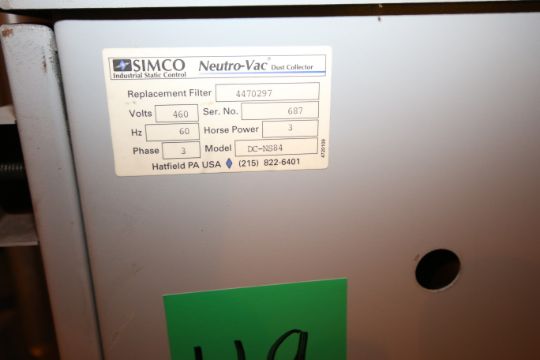 SIMCO Neutro-Vac® Dust Collector
Industrial Static Control
Replacement Filter 4470297
Volts 460 Ser. No. 687
Hz 60 Horse Power 3
Phase 3 Model DC-NS84
Hatfield PA USA (215) 822-6401
4720159